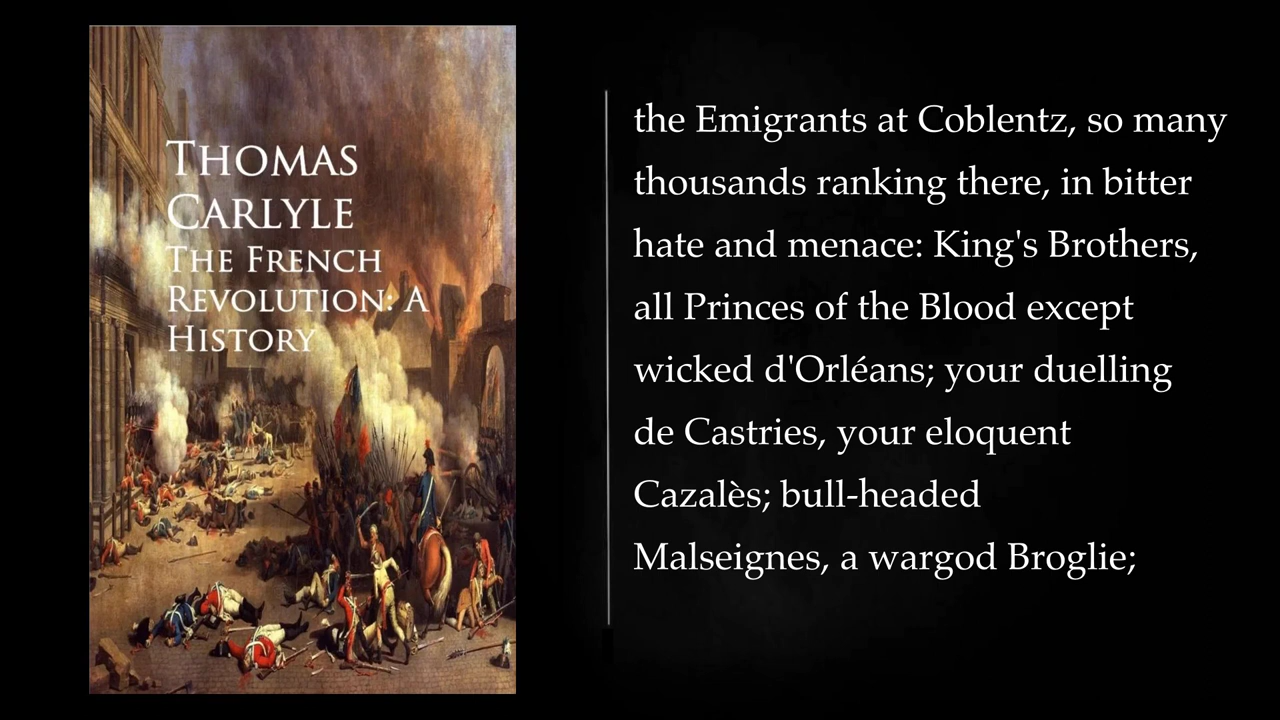 THOMAS
CARLYLE
THE FRENCH
REVOLUTION: A
HISTORY
the Emigrants at Coblentz, so many
thousands ranking there, in bitter
hate and menace: King's Brothers,
all Princes of the Blood except
wicked d'Orléans; your duelling
de Castries, your eloquent
Cazalès; bull-headed
Malseignes, a wargod Broglie;